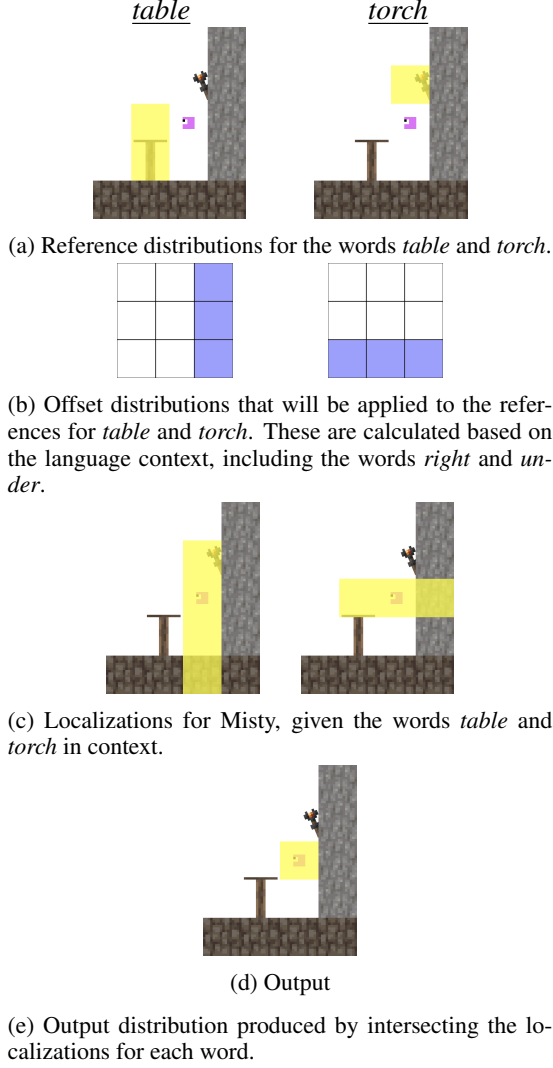 table torch
(a) Reference distributions for the words table and torch.
(b) Offset distributions that will be applied to the refer-
ences for table and torch. These are calculated based on
the language context, including the words right and un-
der.
(c) Localizations for Misty, given the words table and
torch in context.
(d) Output
(e) Output distribution produced by intersecting the lo-
calizations for each word.